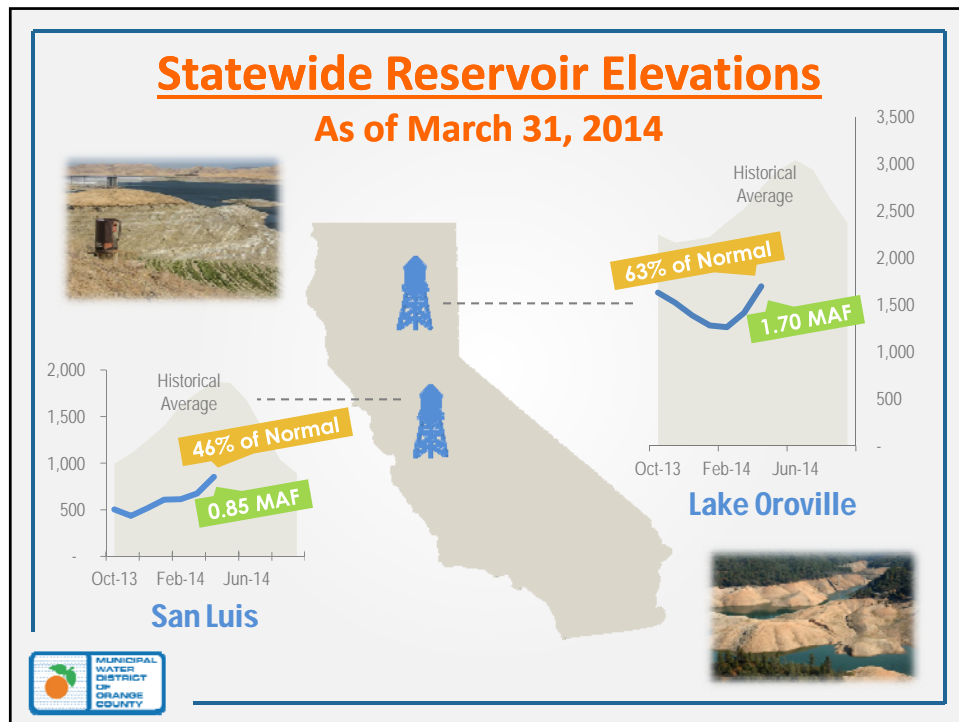 Statewide Reservoir Elevations
As of March 31, 2014
3,500
3,000
2,500
2,000
1,500
1,000
500
-
Historical
Average
63% of Normal
1.70 MAF
Oct-13 Feb-14 Jun-14
Lake Oroville
2,000
1,500
1,000
500
-
Historical
Average
46% of Normal
0.85 MAF
Oct-13 Feb-14 Jun-14
San Luis
MUNICIPAL
WATER
DISTRICT
OF
ORANGE
COUNTY